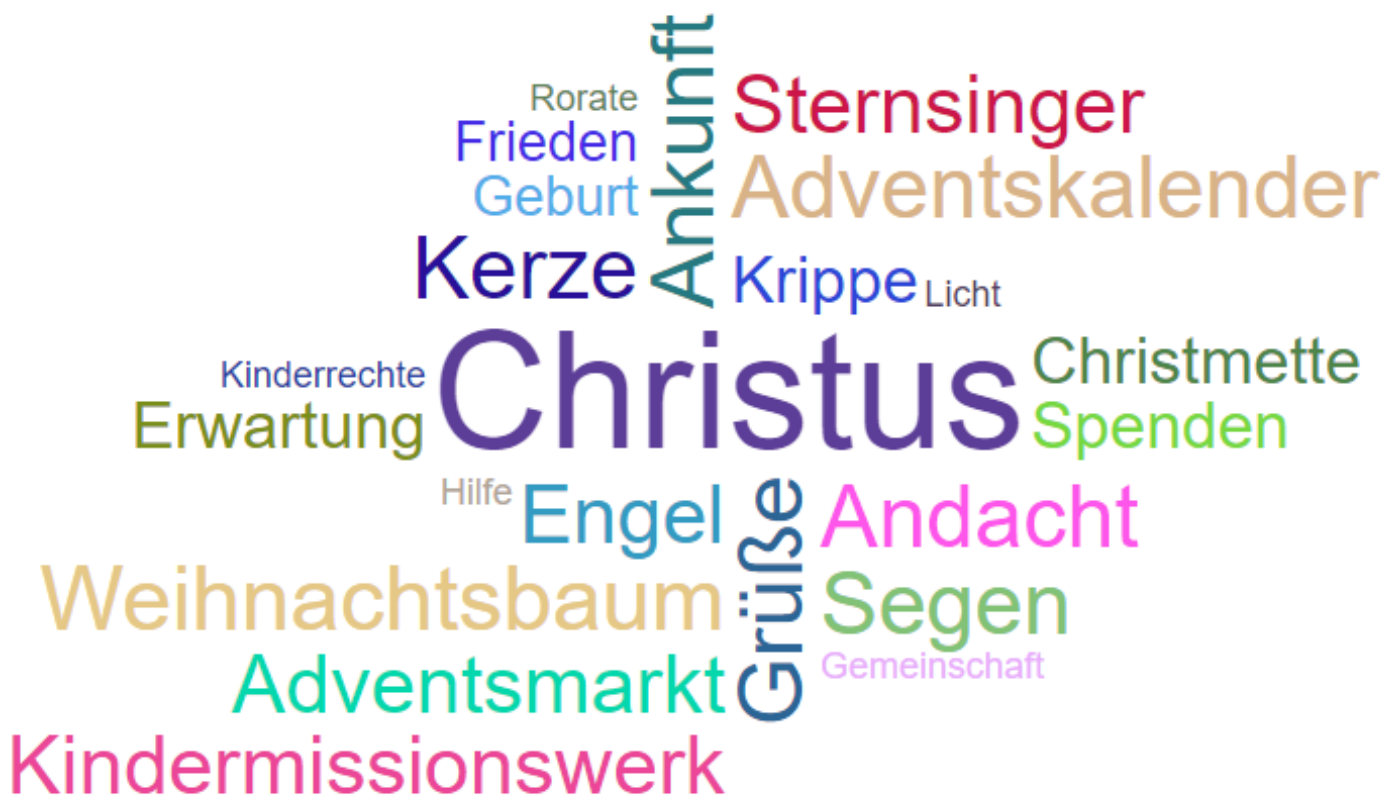 Ankunft
Rorate
Sternsinger
Frieden
Adventskalender
Geburt
Kerze
Krippe
Licht
Christus
Kinderrechte
Christmette
Erwartung
Spenden
Hilfe
Engel
Grüße
Andacht
Weihnachtsbaum
Segen
Gemeinschaft
Adventsmarkt
Kindermissionswerk